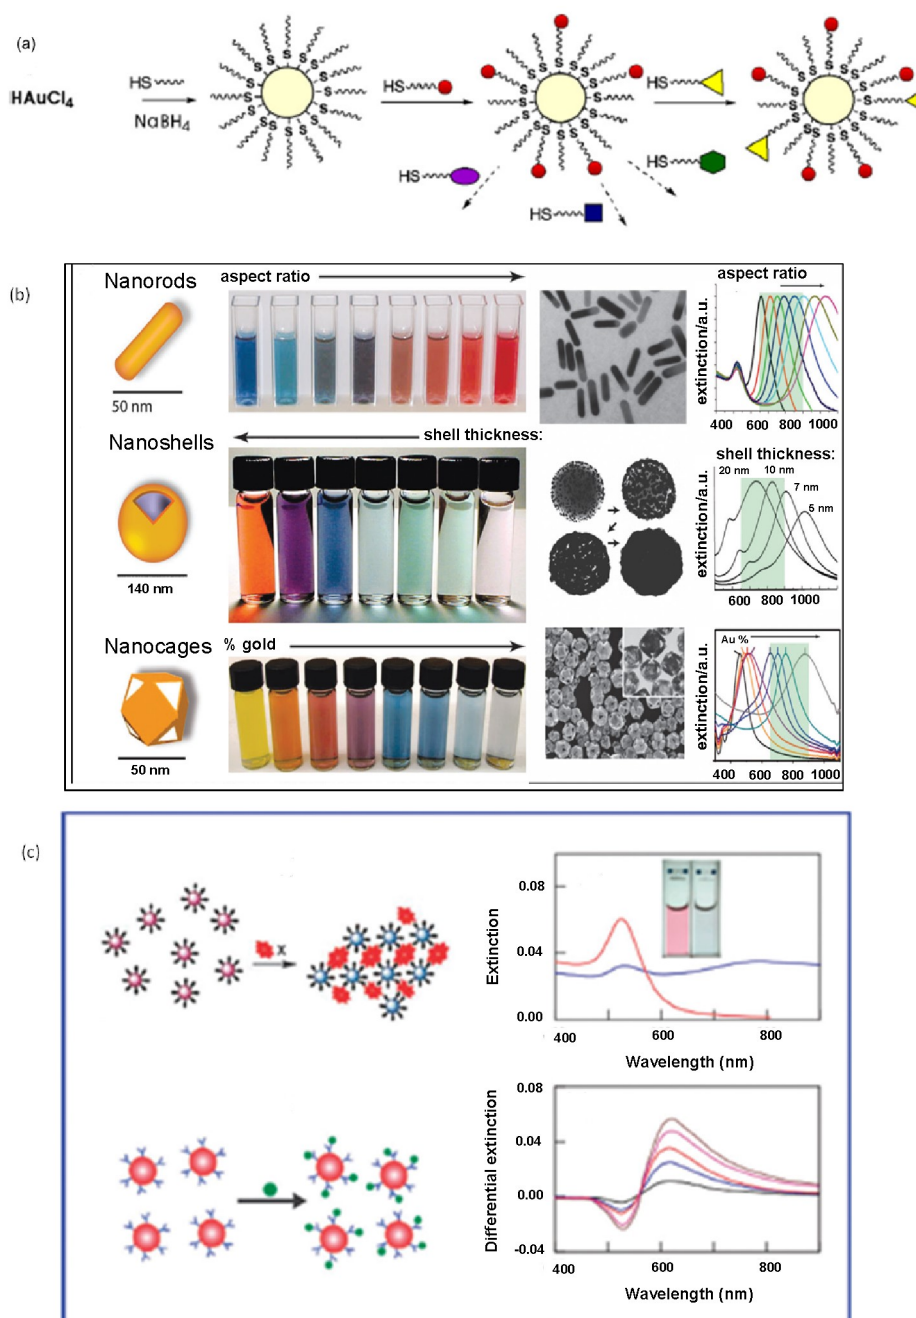 (a)
HAuCl4
HS
NaBH4
S S S S S S S S S S S S
HS
S S S S S S S S S S S S
HS
S S S S S S S S S S S S
HS
HS
HS
(b)
Nanorods
50 nm
aspect ratio
aspect ratio
extinction/a.u.
400 600 800 1000
Nanoshells
140 nm
shell thickness:
shell thickness:
20 nm
10 nm
7 nm
5 nm
extinction/a.u.
600 800 1000
Nanocages
50 nm
% gold
Au %
extinction/a.u.
400 600 800 1000
(c)
X
0.08
0.04
0.00
Extinction
400 600 800
Wavelength (nm)
0.08
0.04
0.00
-0.04
Differential extinction
400 600 800
Wavelength (nm)